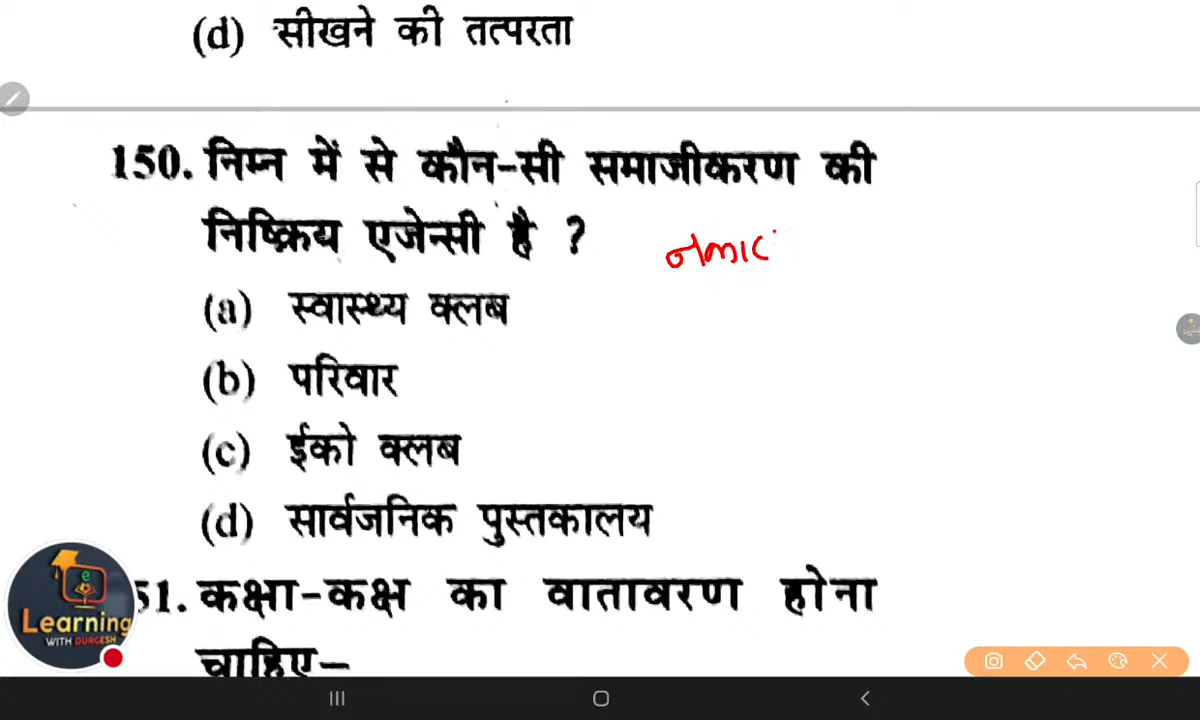 (d) सीखने की तत्परता
150. निम्न में से कौन-सी समाजीकरण की
निष्क्रिय एजेन्सी है ?
(a) स्वास्थ्य क्लब
(b) परिवार
(c) ईको क्लब
(d) सार्वजनिक पुस्तकालय
51. कक्षा-कक्ष का वातावरण होना
चाहिए–
e
Learning
WITH DURGESH